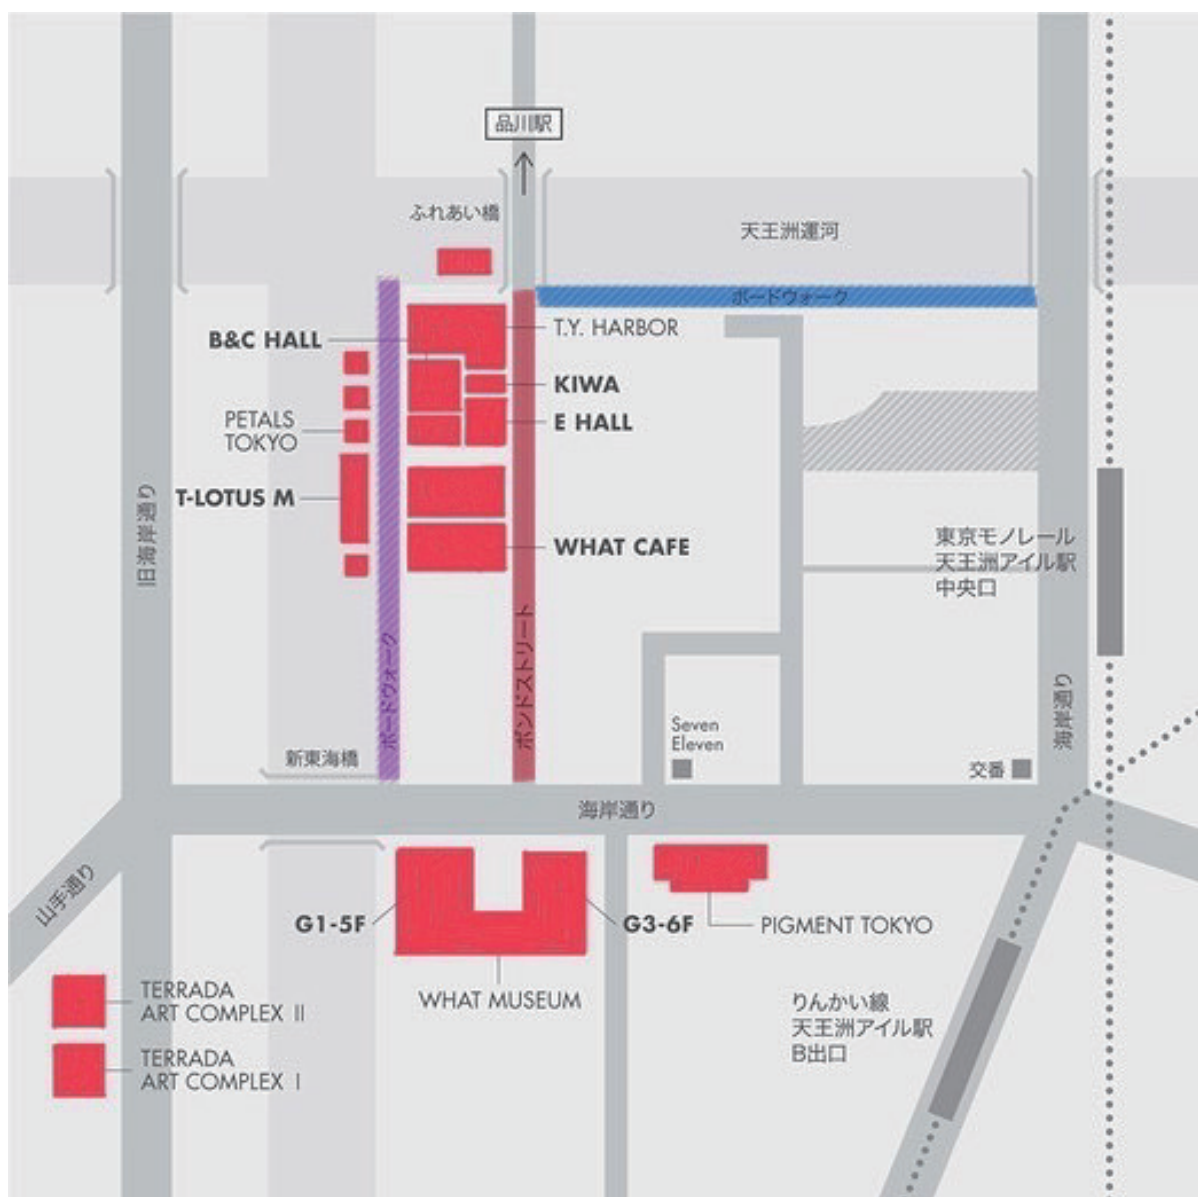 品川駅
ふれあい橋
天王洲運河
ボードウォーク
B&C HALL
T.Y. HARBOR
KIWA
E HALL
PETALS
TOKYO
T-LOTUS M
WHAT CAFE
旧海岸通り
東京モノレール
天王洲アイル駅
中央口
ボードウォーク
ボンドストリート
海岸通り
Seven
Eleven
新東海橋
交番
海岸通り
山手通り
G1-5F
G3-6F
PIGMENT TOKYO
WHAT MUSEUM
TERRADA
ART COMPLEX II
TERRADA
ART COMPLEX I
りんかい線
天王洲アイル駅
B出口